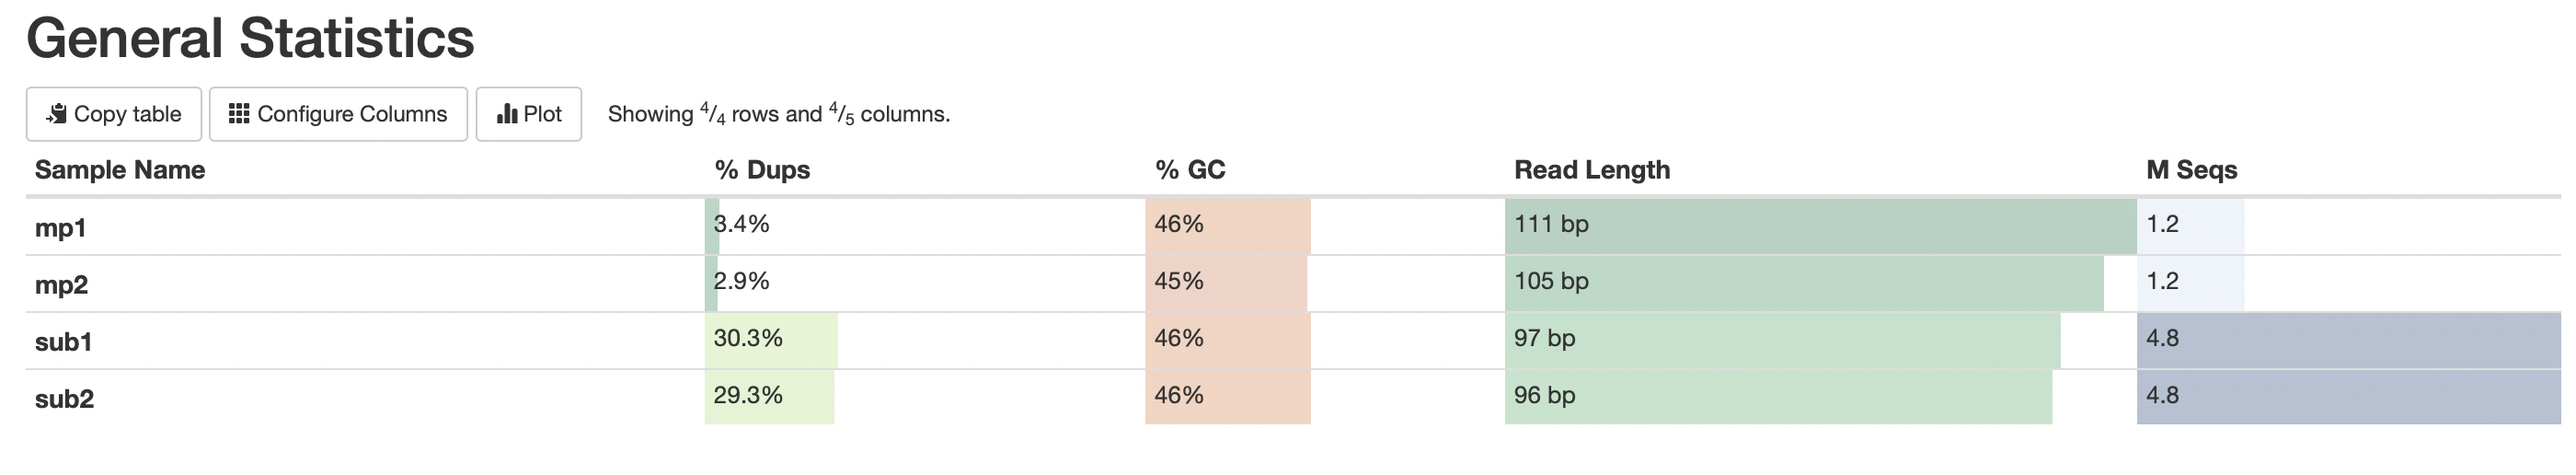 General Statistics
Copy table Configure Columns Plot Showing 4/4 rows and 4/5 columns.
Sample Name % Dups % GC Read Length M Seqs
mp1 3.4% 46% 111 bp 1.2
mp2 2.9% 45% 105 bp 1.2
sub1 30.3% 46% 97 bp 4.8
sub2 29.3% 46% 96 bp 4.8